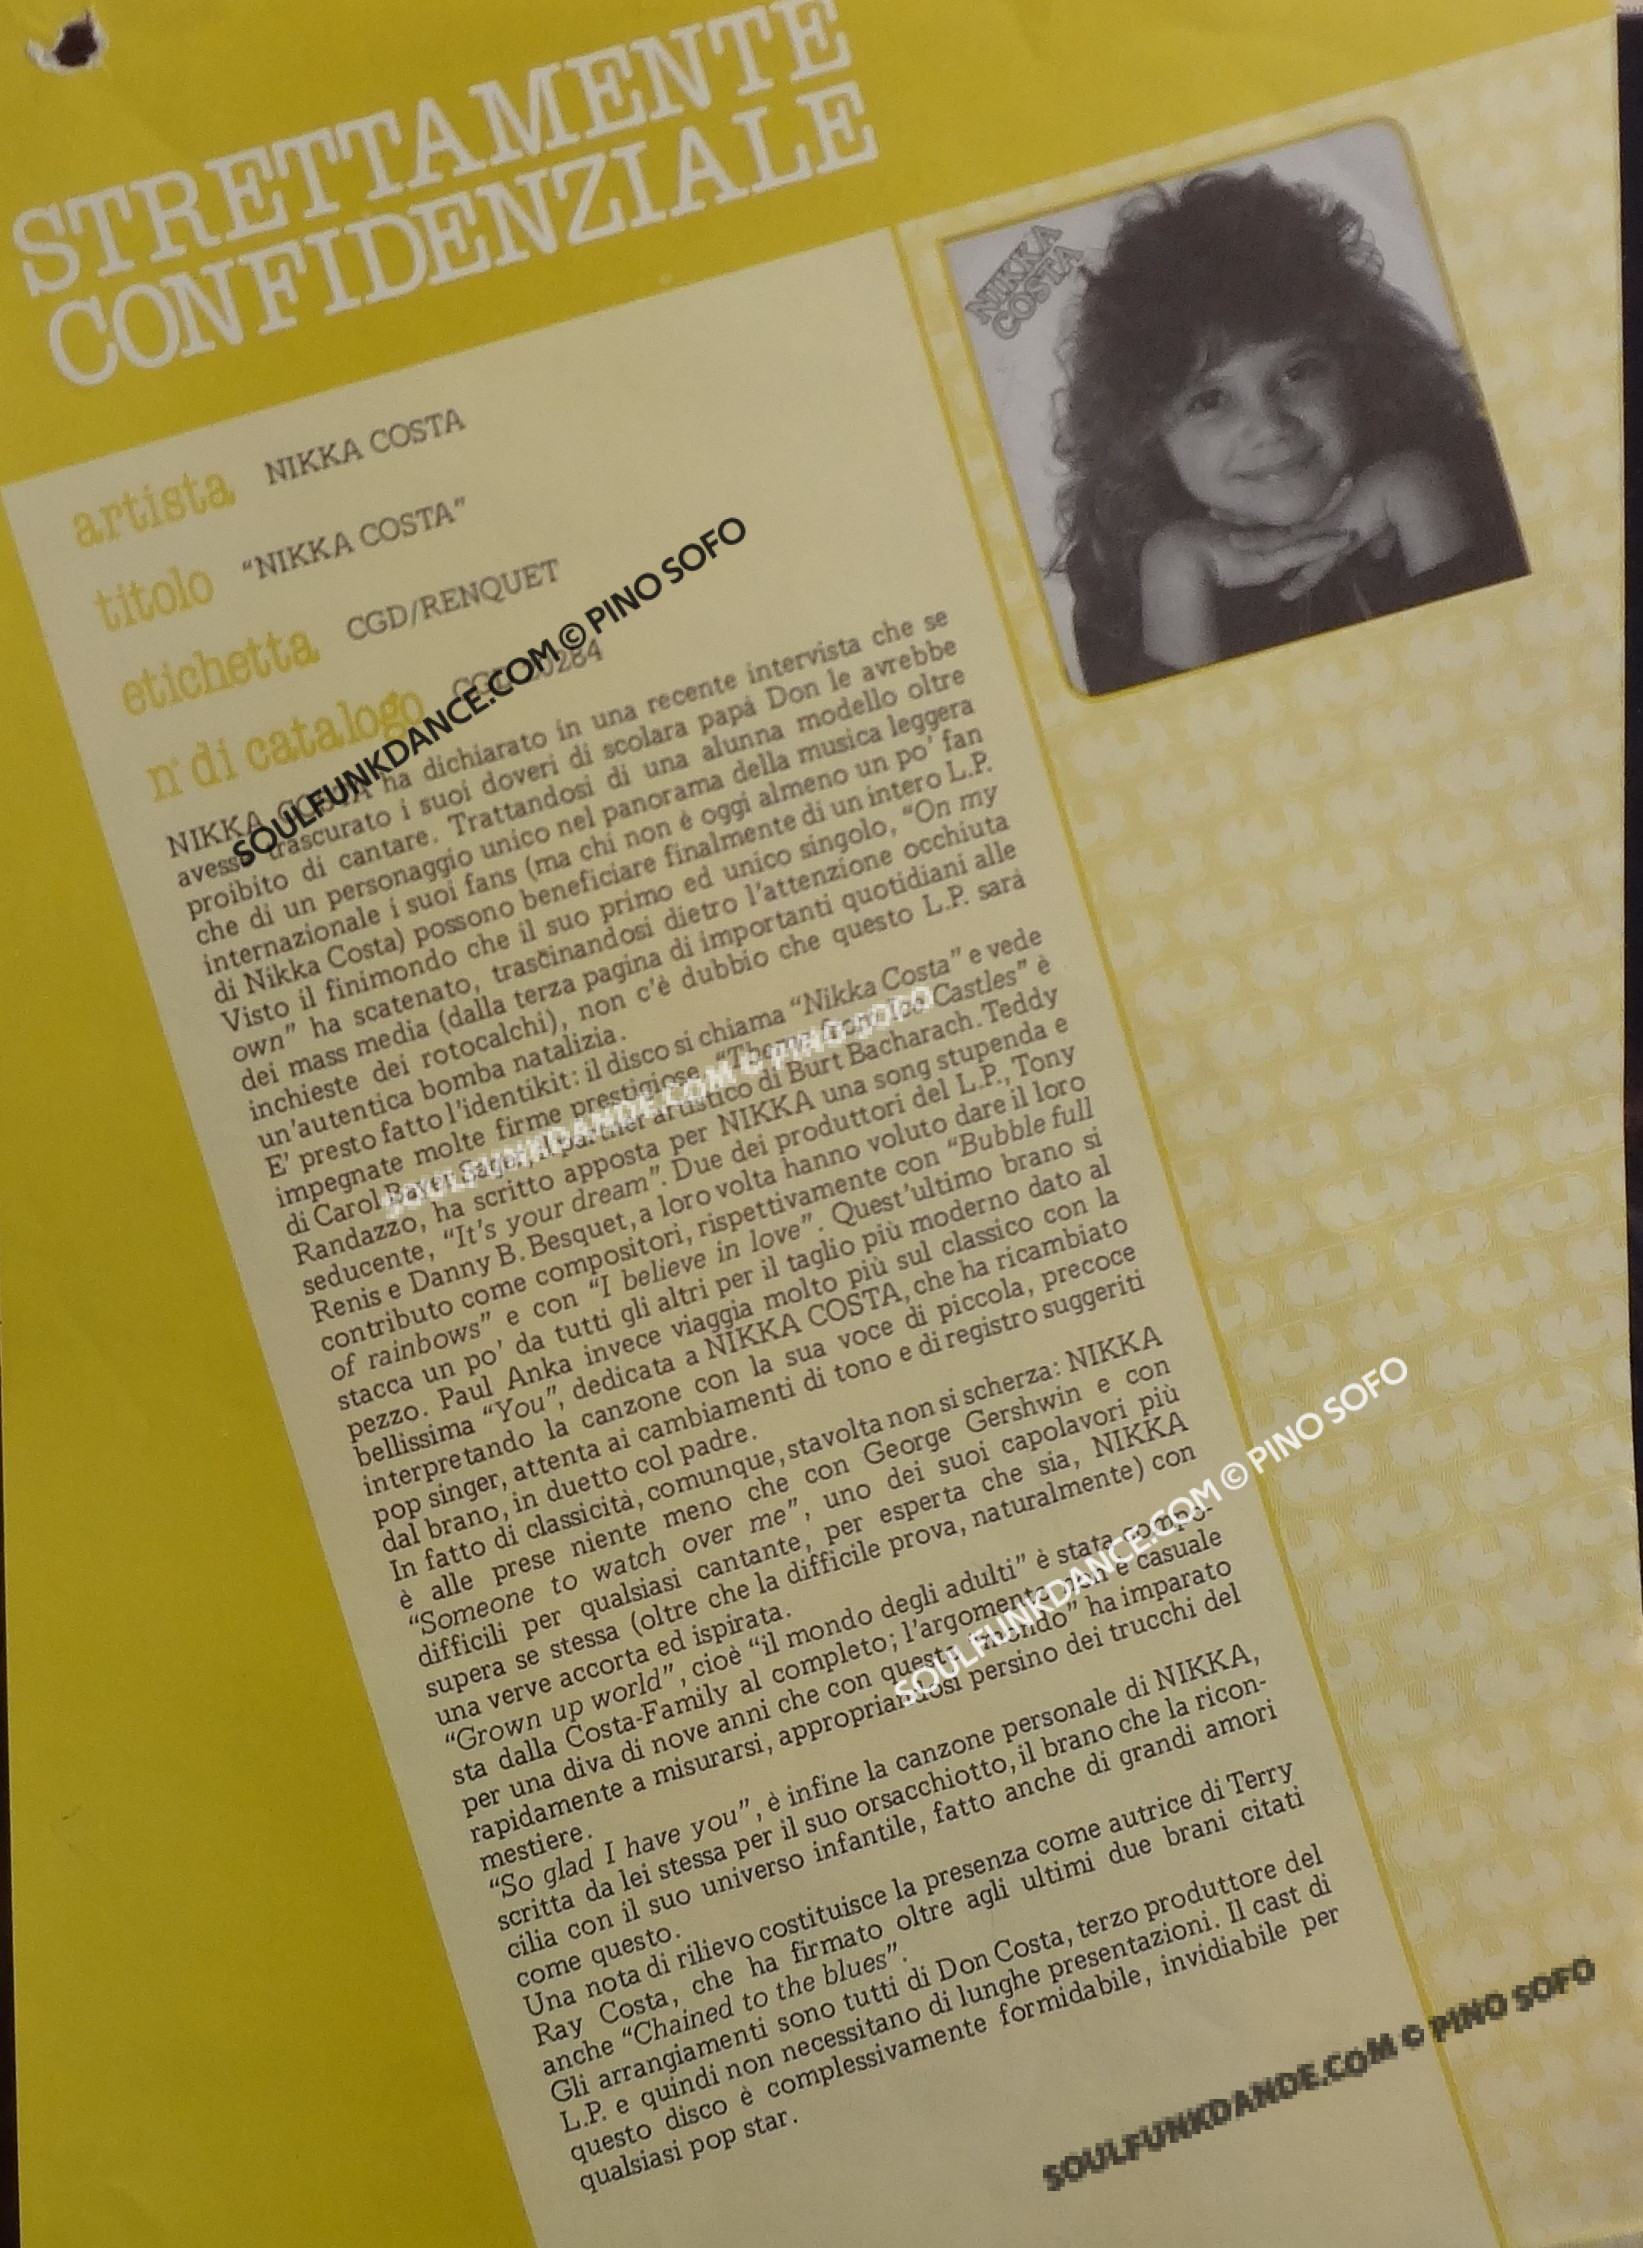 STRETTAMENTE
CONFIDENZIALE
NIKKA
COSTA
artista NIKKA COSTA
titolo “NIKKA COSTA”
etichetta CGD/RENQUET
n° di catalogo CGD 20284
NIKKA COSTA ha dichiarato in una recente intervista che se
avesse trascurato i suoi doveri di scolara papà Don le avrebbe
proibito di cantare. Trattandosi di una alunna modello oltre
che di un personaggio unico nel panorama della musica leggera
internazionale i suoi fans (ma chi non è oggi almeno un po’ fan
di Nikka Costa) possono beneficiare finalmente di un intero L.P.
Visto il finimondo che il suo primo ed unico singolo, “On my
own” ha scatenato, trascinandosi dietro l’attenzione occhiuta
dei mass media (dalla terza pagina di importanti quotidiani alle
inchieste dei rotocalchi), non c’è dubbio che questo L.P. sarà
un’autentica bomba natalizia.
E’ presto fatto l’identikit: il disco si chiama “Nikka Costa” e vede
impegnate molte firme prestigiose. “Theme from Ice Castles” è
di Carol Bayer Sager, il partner artistico di Burt Bacharach. Teddy
Randazzo, ha scritto apposta per NIKKA una song stupenda e
seducente, “It’s your dream”. Due dei produttori del L.P., Tony
Renis e Danny B. Besquet, a loro volta hanno voluto dare il loro
contributo come compositori, rispettivamente con “Bubble full
of rainbows” e con “I believe in love”. Quest’ultimo brano si
stacca un po’ da tutti gli altri per il taglio più moderno dato al
pezzo. Paul Anka invece viaggia molto più sul classico con la
bellissima “You”, dedicata a NIKKA COSTA, che ha ricambiato
interpretando la canzone con la sua voce di piccola, precoce
pop singer, attenta ai cambiamenti di tono e di registro suggeriti
dal brano, in duetto col padre.
In fatto di classicità, comunque, stavolta non si scherza: NIKKA
è alle prese niente meno che con George Gershwin e con
“Someone to watch over me”, uno dei suoi capolavori più
difficili per qualsiasi cantante, per esperta che sia, NIKKA
supera se stessa (oltre che la difficile prova, naturalmente) con
una verve accorta ed ispirata.
“Grown up world”, cioè “il mondo degli adulti” è stata compo-
sta dalla Costa-Family al completo; l’argomento non è casuale
per una diva di nove anni che con questo “mondo” ha imparato
rapidamente a misurarsi, appropriandosi persino dei trucchi del
mestiere.
“So glad I have you”, è infine la canzone personale di NIKKA,
scritta da lei stessa per il suo orsacchiotto, il brano che la ricon-
cilia con il suo universo infantile, fatto anche di grandi amori
come questo.
Una nota di rilievo costituisce la presenza come autrice di Terry
Ray Costa, che ha firmato oltre agli ultimi due brani citati
anche “Chained to the blues”.
Gli arrangiamenti sono tutti di Don Costa, terzo produttore del
L.P. e quindi non necessitano di lunghe presentazioni. Il cast di
questo disco è complessivamente formidabile, invidiabile per
qualsiasi pop star.
SOULFUNKDANCE.COM © PINO SOFO
SOULFUNKDANCE.COM © PINO SOFO
SOULFUNKDANCE.COM © PINO SOFO
SOULFUNKDANDE.COM © PINO SOFO